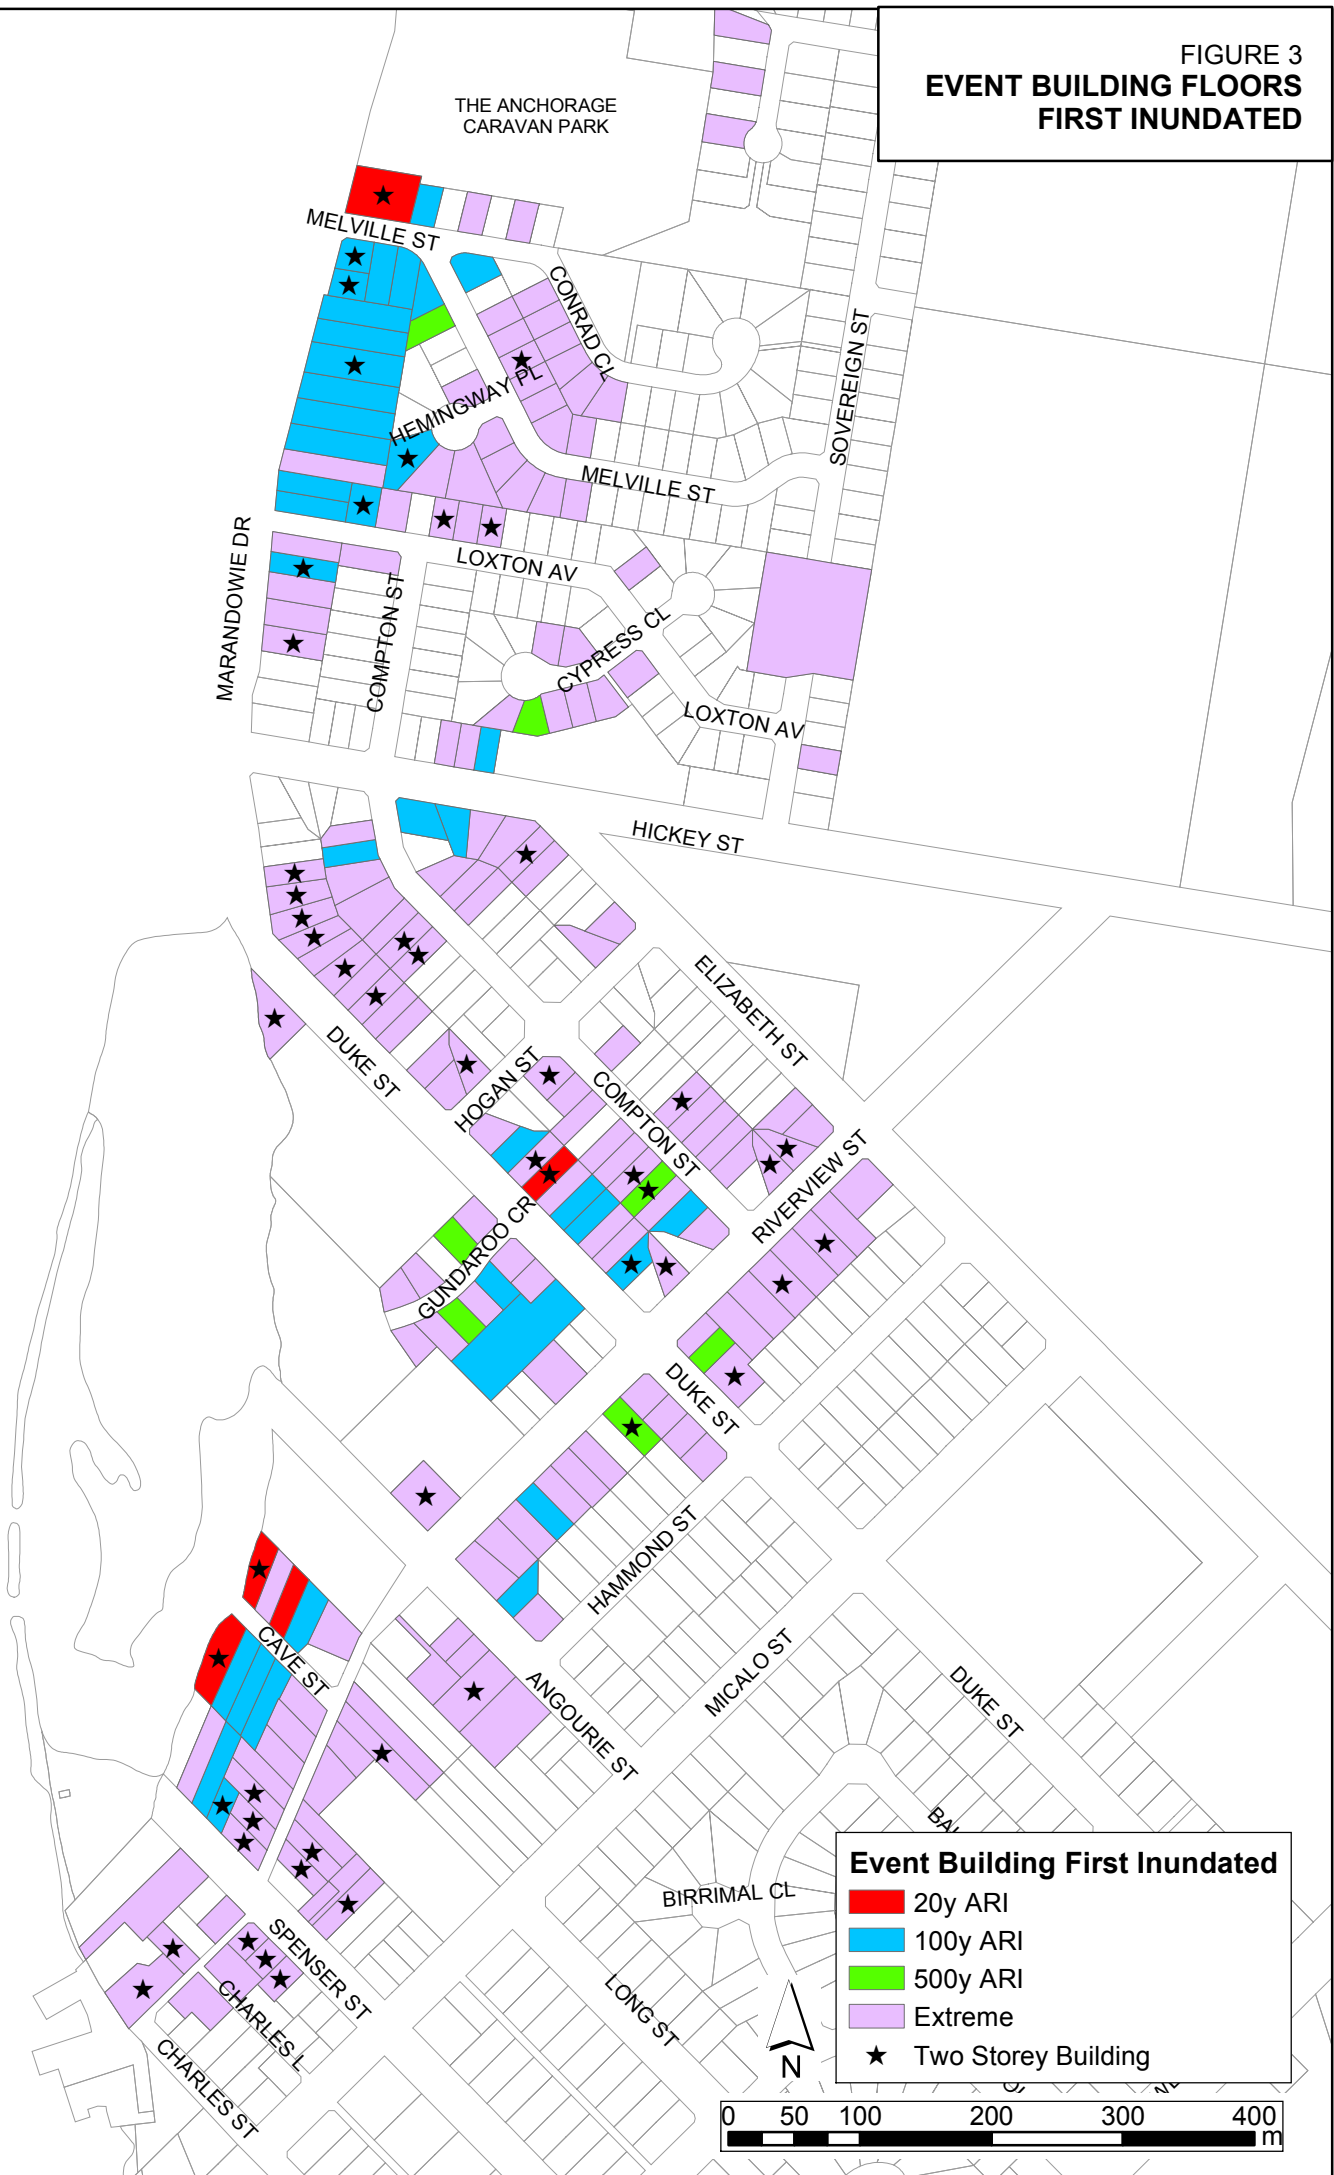 FIGURE 3
EVENT BUILDING FLOORS
FIRST INUNDATED
THE ANCHORAGE
CARAVAN PARK
MELVILLE ST
CONRAD CL
SOVEREIGN ST
HEMINGWAY PL
MELVILLE ST
MARANDOWIE DR
LOXTON AV
COMPTON ST
CYPRESS CL
LOXTON AV
HICKEY ST
ELIZABETH ST
DUKE ST
HOGAN ST
COMPTON ST
RIVERVIEW ST
GUNDAROO CR
DUKE ST
HAMMOND ST
CAVE ST
ANGOURIE ST
MICALO ST
DUKE ST
BIRRIMAL CL
SPENSER ST
LONG ST
CHARLES L
CHARLES ST
Event Building First Inundated
20y ARI
100y ARI
500y ARI
Extreme
Two Storey Building
N
0 50 100 200 300 400
m